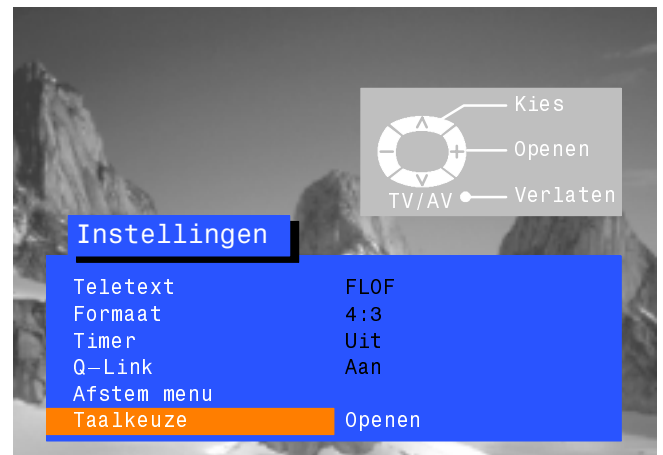 Kies
Openen
TV/AV Verlaten
Instellingen
Teletext FLOF
Formaat 4:3
Timer Uit
Q-Link Aan
Afstem menu
Taalkeuze Openen